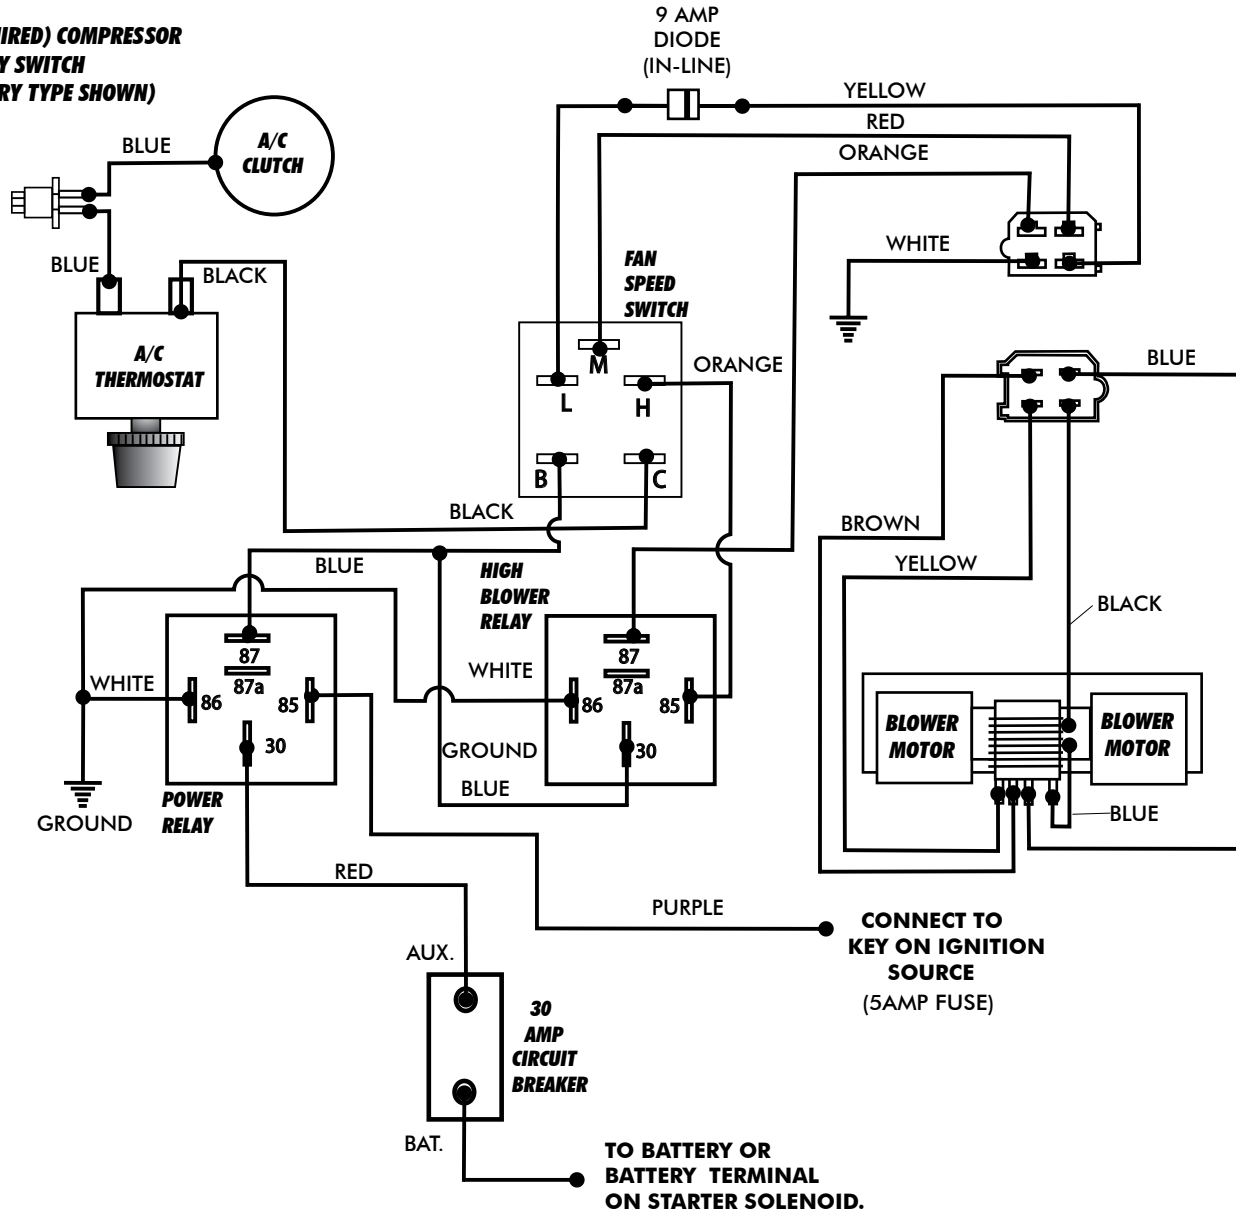 IRED) COMPRESSOR
Y SWITCH
RY TYPE SHOWN)
9 AMP
DIODE
(IN-LINE)
YELLOW
RED
ORANGE
BLUE
A/C
CLUTCH
WHITE
BLUE
BLACK
FAN
SPEED
SWITCH
A/C
THERMOSTAT
M
ORANGE
L
H
BLUE
B
C
BLACK
BROWN
BLUE
HIGH
BLOWER
RELAY
YELLOW
BLACK
87
87a
86
85
30
WHITE
WHITE
87
87a
86
85
30
GROUND
BLUE
BLOWER
MOTOR
BLOWER
MOTOR
BLUE
GROUND
POWER
RELAY
RED
PURPLE
CONNECT TO
KEY ON IGNITION
SOURCE
(5AMP FUSE)
AUX.
30
AMP
CIRCUIT
BREAKER
BAT.
TO BATTERY OR
BATTERY TERMINAL
ON STARTER SOLENOID.